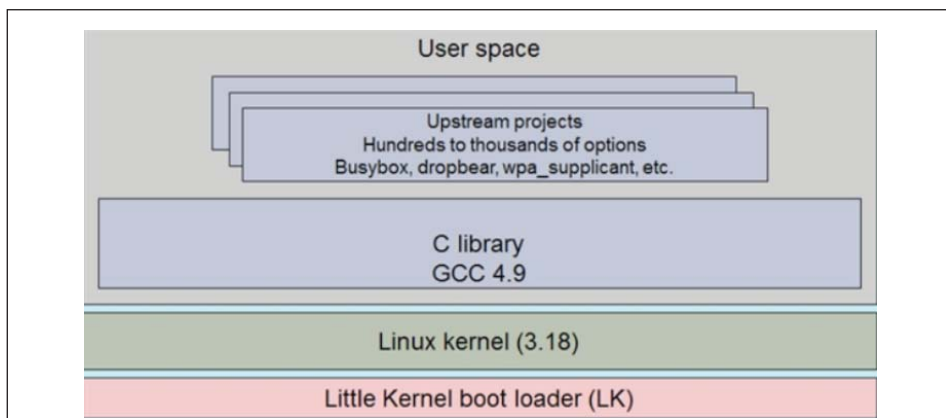 User space
Upstream projects
Hundreds to thousands of options
Busybox, dropbear, wpa_supplicant, etc.
C library
GCC 4.9
Linux kernel (3.18)
Little Kernel boot loader (LK)